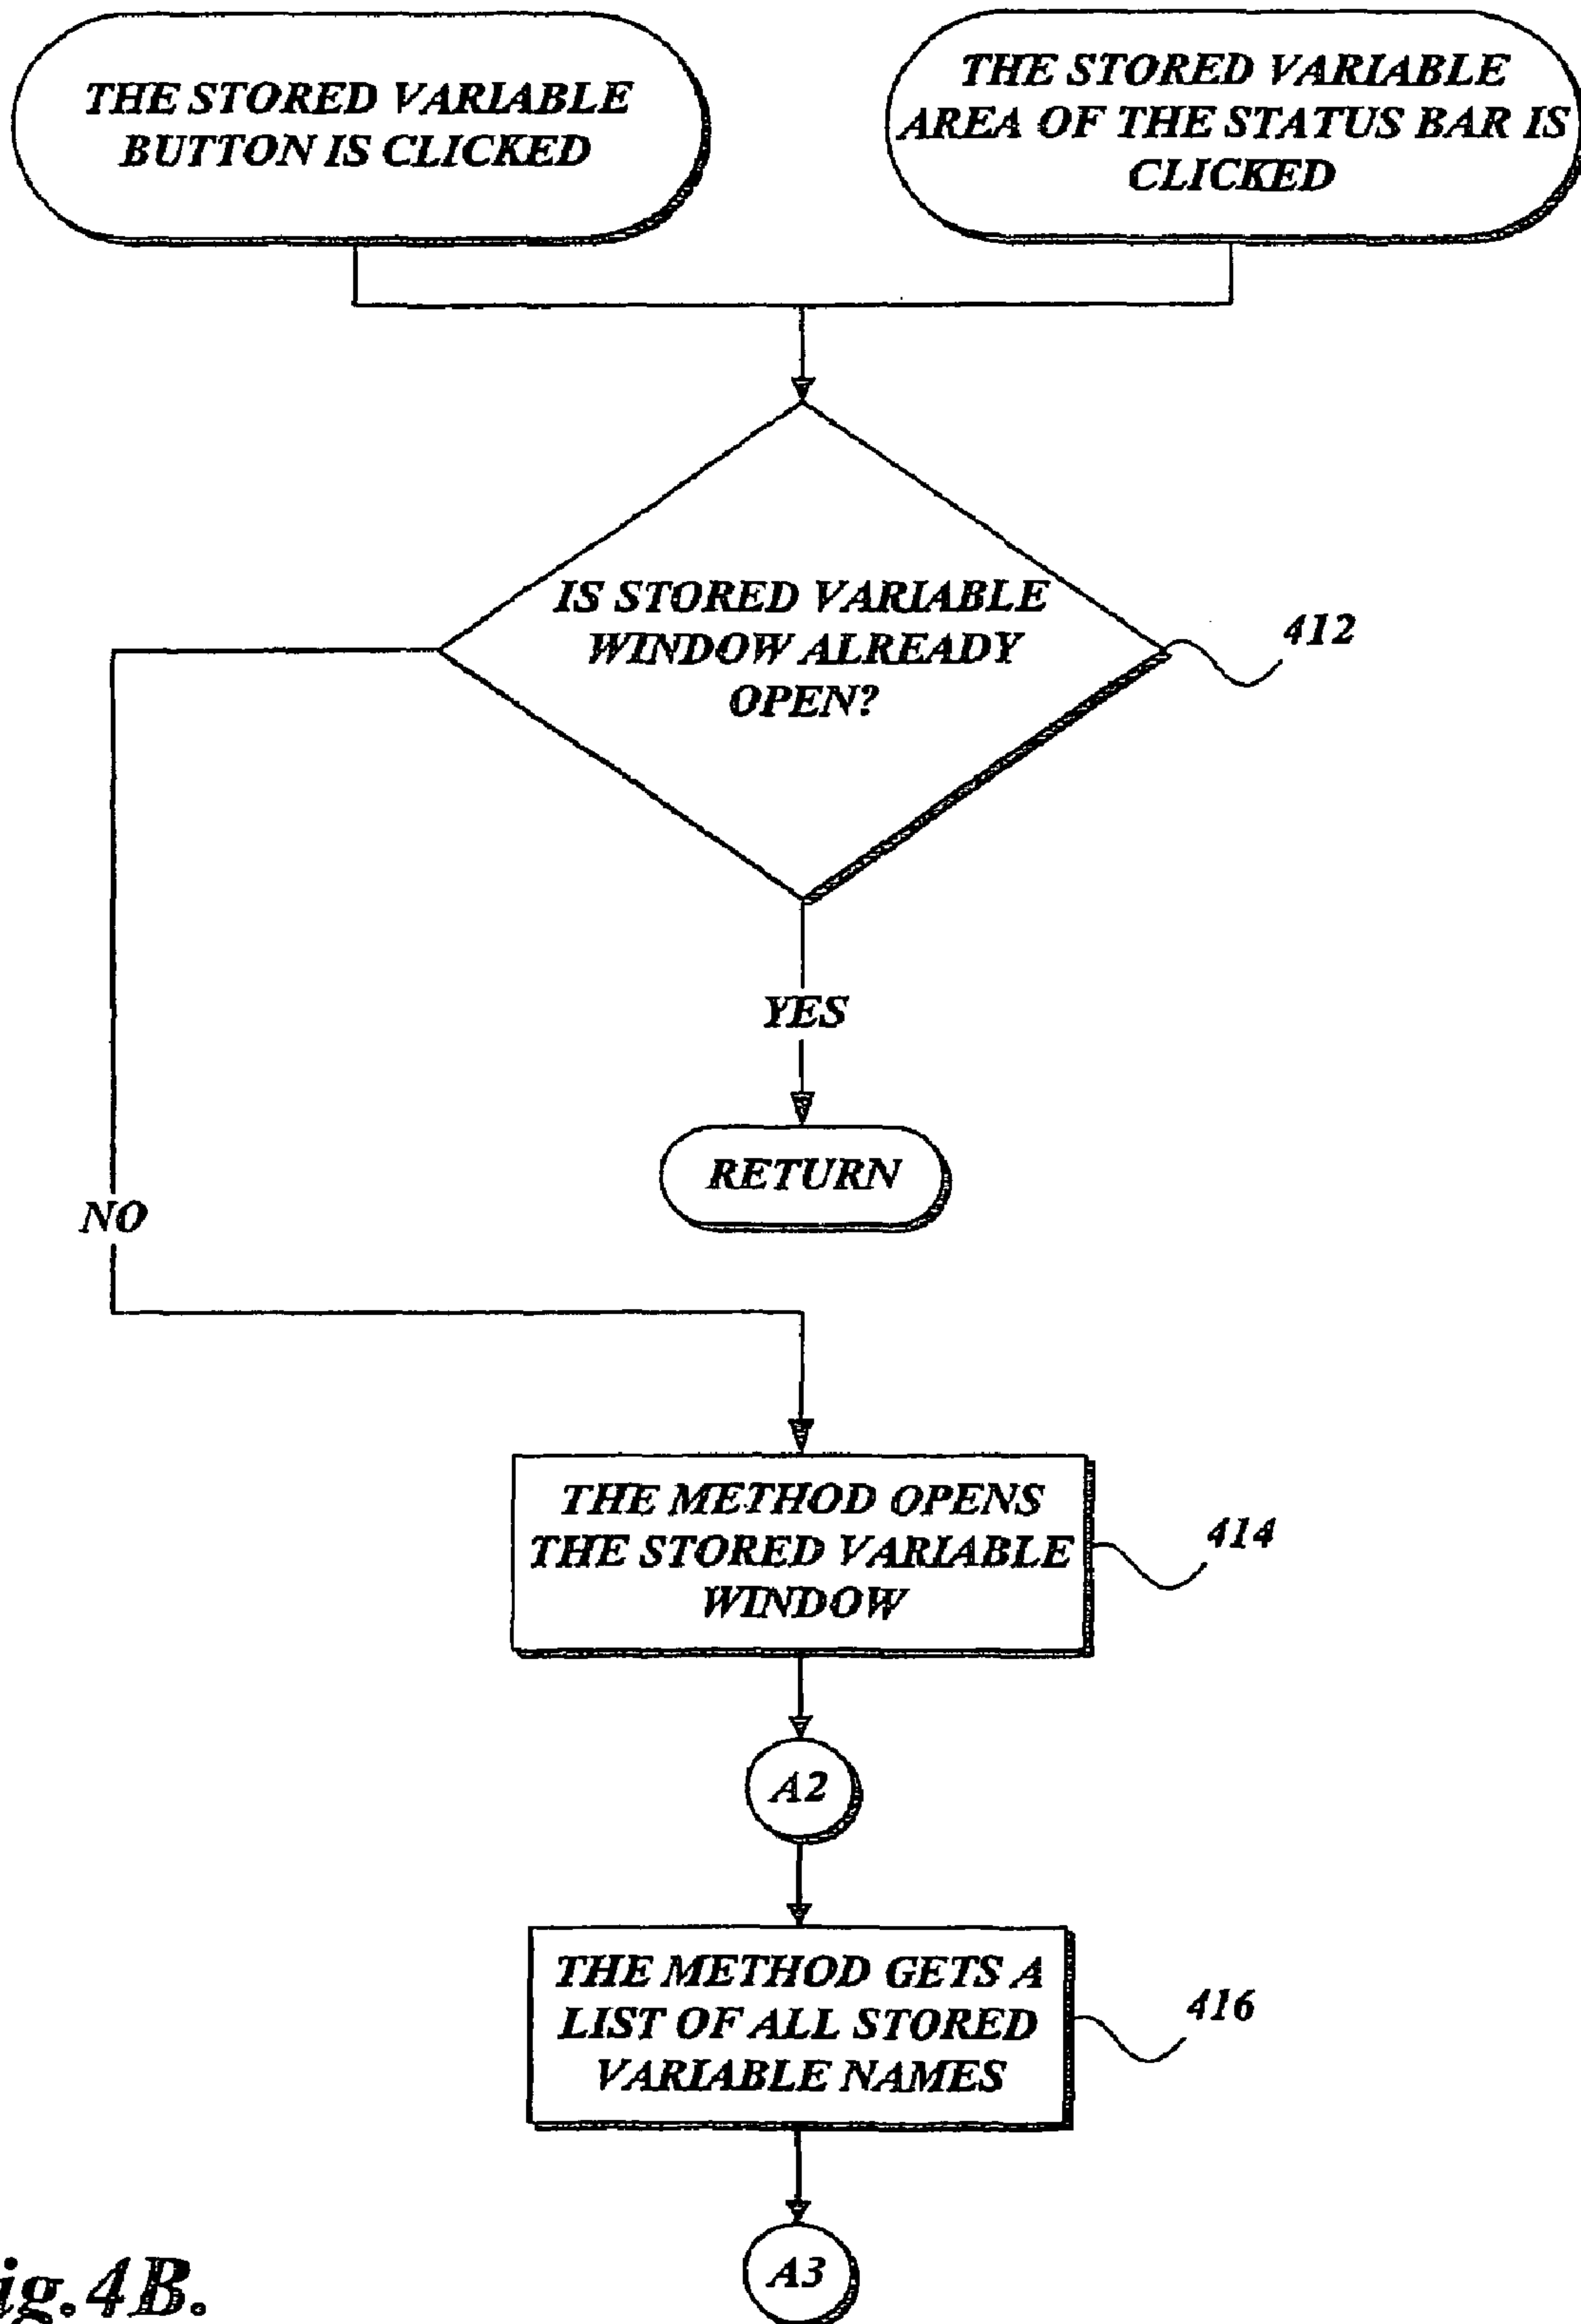 THE STORED VARIABLE
BUTTON IS CLICKED
THE STORED VARIABLE
AREA OF THE STATUS BAR IS
CLICKED
IS STORED VARIABLE
WINDOW ALREADY
OPEN?
412
YES
RETURN
NO
THE METHOD OPENS
THE STORED VARIABLE
WINDOW
414
A2
THE METHOD GETS A
LIST OF ALL STORED
VARIABLE NAMES
416
A3
ig.4B.